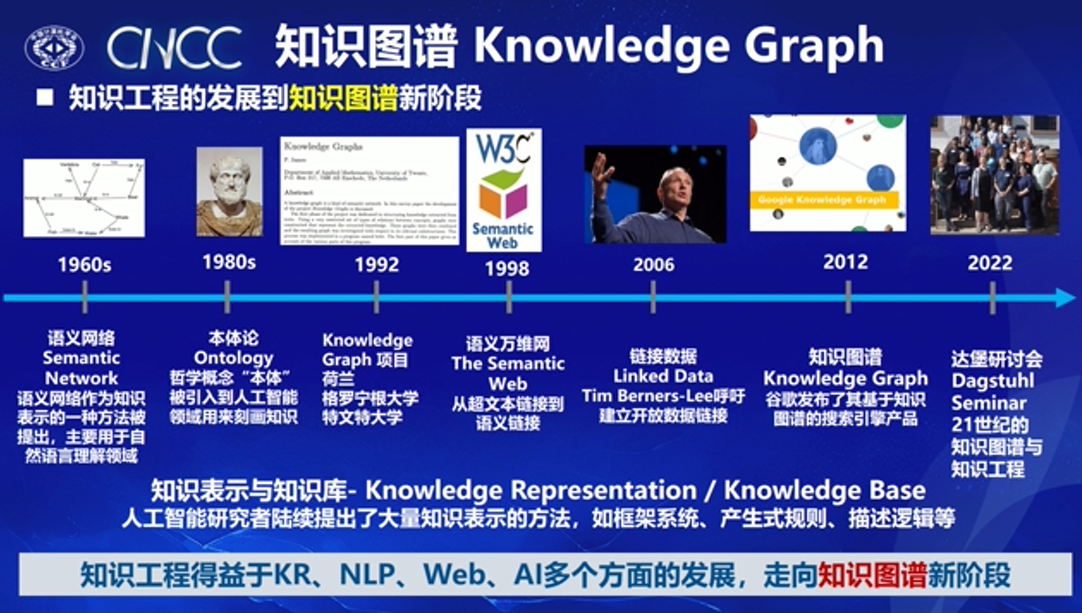 CNCC 知识图谱 Knowledge Graph
■ 知识工程的发展到知识图谱新阶段
Knowledge Graphs
Abstract
W3C
Semantic
Web
Google Knowledge Graph
1960s
1980s
1992
1998
2006
2012
2022
语义网络
Semantic
Network
语义网络作为知识
表示的一种方法被
提出，主要用于自
然语言理解领域
本体论
Ontology
哲学概念“本体”
被引入到人工智能
领域用来刻画知识
Knowledge
Graph 项目
荷兰
格罗宁根大学
特文特大学
语义万维网
The Semantic
Web
从超文本链接到
语义链接
链接数据
Linked Data
Tim Berners-Lee呼吁
建立开放数据链接
知识图谱
Knowledge Graph
谷歌发布了其基于知识
图谱的搜索引擎产品
达堡研讨会
Dagstuhl
Seminar
21世纪的
知识图谱与
知识工程
知识表示与知识库- Knowledge Representation / Knowledge Base
人工智能研究者陆续提出了大量知识表示的方法，如框架系统、产生式规则、描述逻辑等
知识工程得益于KR、NLP、Web、AI多个方面的发展，走向知识图谱新阶段